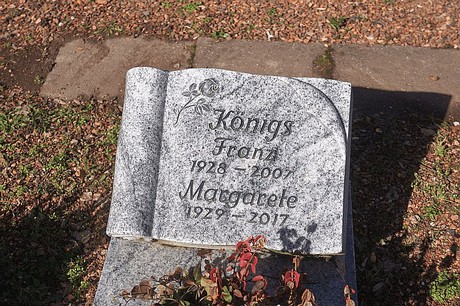 Königs
Franz
1928 – 2007
Margarete
1929 – 2017